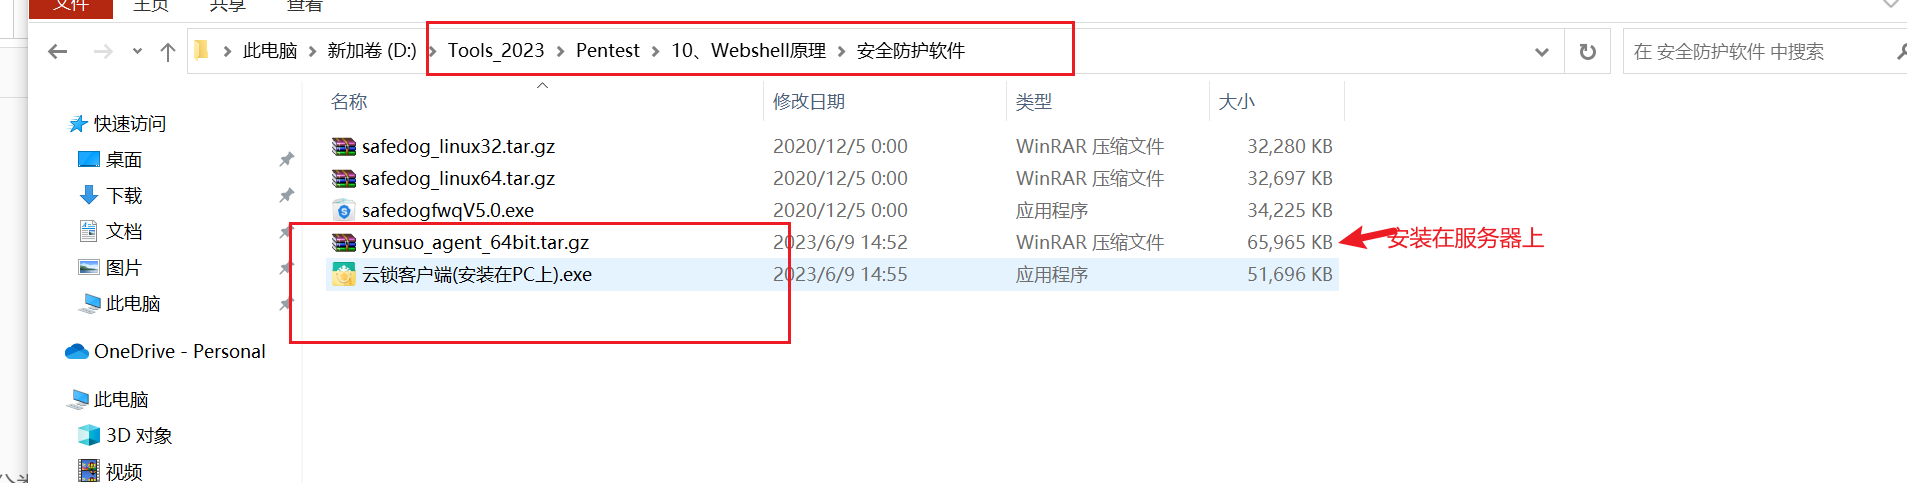 文件 主页 共享 查看
此电脑 新加卷 (D:) Tools_2023 Pentest 10、Webshell原理 安全防护软件 在 安全防护软件 中搜索
名称 修改日期 类型 大小
快速访问
桌面
下载
文档
图片
此电脑
OneDrive - Personal
此电脑
3D 对象
视频
safedog_linux32.tar.gz 2020/12/5 0:00 WinRAR 压缩文件 32,280 KB
safedog_linux64.tar.gz 2020/12/5 0:00 WinRAR 压缩文件 32,697 KB
safedogfwqV5.0.exe 2020/12/5 0:00 应用程序 34,225 KB
yunsuo_agent_64bit.tar.gz 2023/6/9 14:52 WinRAR 压缩文件 65,965 KB 安装在服务器上
云锁客户端(安装在PC上).exe 2023/6/9 14:55 应用程序 51,696 KB